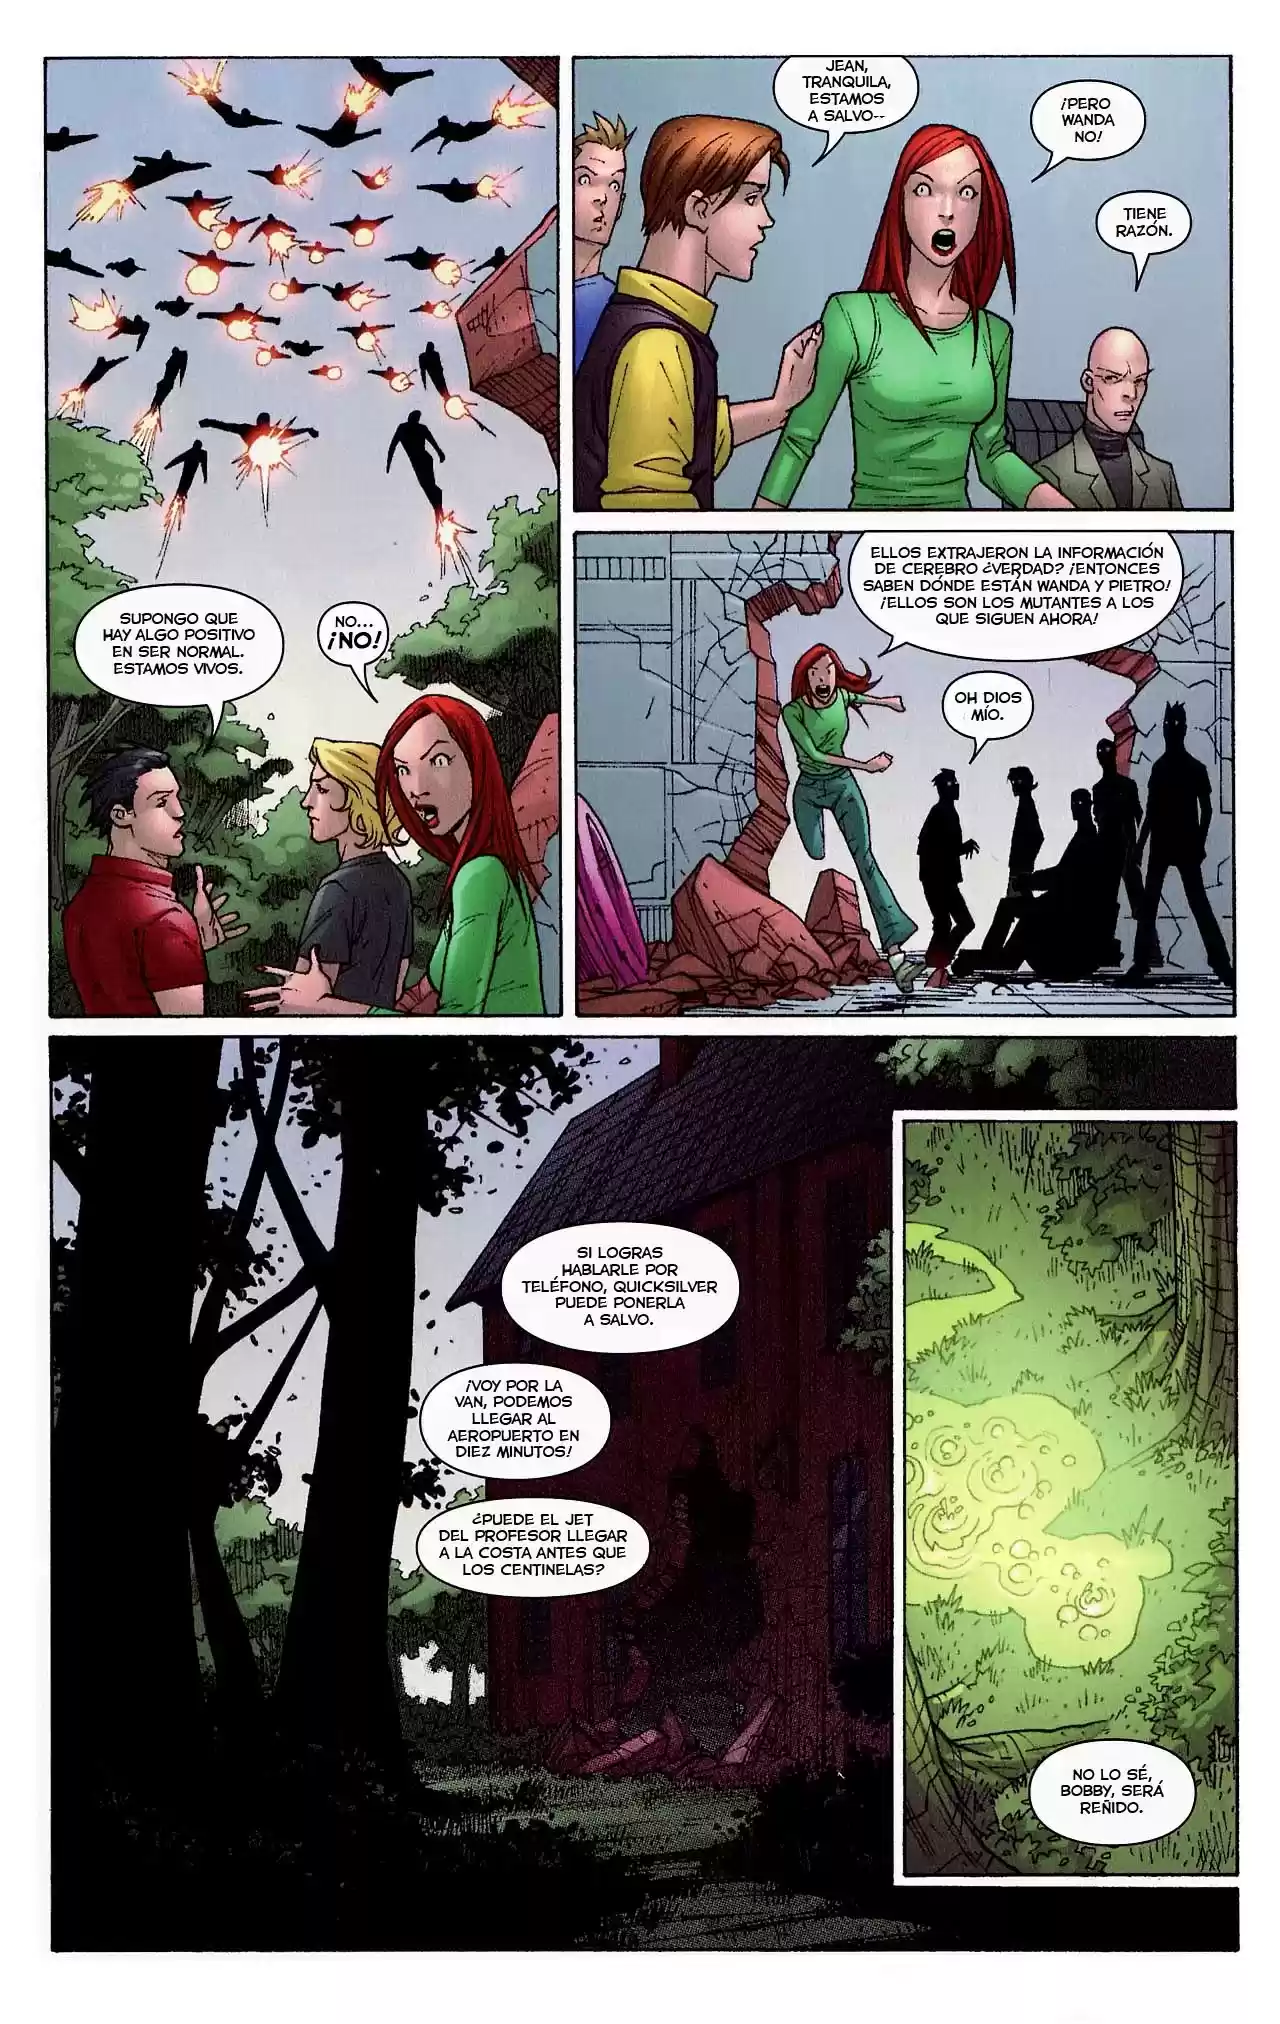 SUPONGO QUE
HAY ALGO POSITIVO
EN SER NORMAL.
ESTAMOS VIVOS.
NO...
¡NO!
JEAN,
TRANQUILA,
ESTAMOS
A SALVO--
¡PERO
WANDA
NO!
TIENE
RAZÓN.
ELLOS EXTRAJERON LA INFORMACIÓN
DE CEREBRO ¿VERDAD? ¡ENTONCES
SABEN DÓNDE ESTÁN WANDA Y PIETRO!
¡ELLOS SON LOS MUTANTES A LOS
QUE SIGUEN AHORA!
OH DIOS
MÍO.
SI LOGRAS
HABLARLE POR
TELÉFONO, QUICKSILVER
PUEDE PONERLA
A SALVO.
¡VOY POR LA
VAN, PODEMOS
LLEGAR AL
AEROPUERTO EN
DIEZ MINUTOS!
¿PUEDE EL JET
DEL PROFESOR LLEGAR
A LA COSTA ANTES QUE
LOS CENTINELAS?
NO LO SÉ,
BOBBY, SERÁ
REÑIDO.